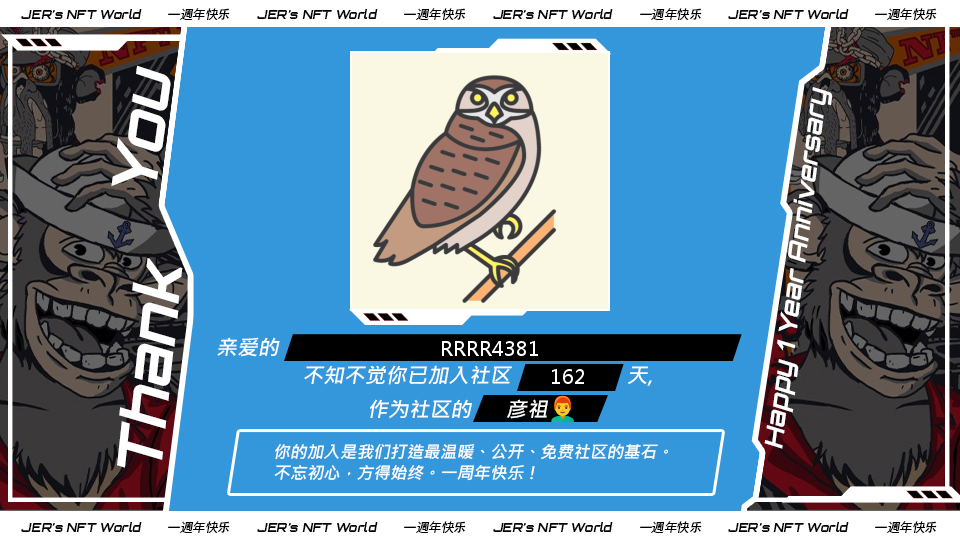 JER's NFT World 一週年快乐 JER's NFT World 一週年快乐 JER's NFT World 一週年快乐 JER's NFT World 一週年快乐
Thank You
Happy 1 Year Anniversary
亲爱的 RRRR4381
不知不觉你已加入社区 162 天,
作为社区的 彦祖👨‍🦰
你的加入是我们打造最温暖、公开、免费社区的基石。
不忘初心，方得始终。一周年快乐！
JER's NFT World 一週年快乐 JER's NFT World 一週年快乐 JER's NFT World 一週年快乐 JER's NFT World 一週年快乐